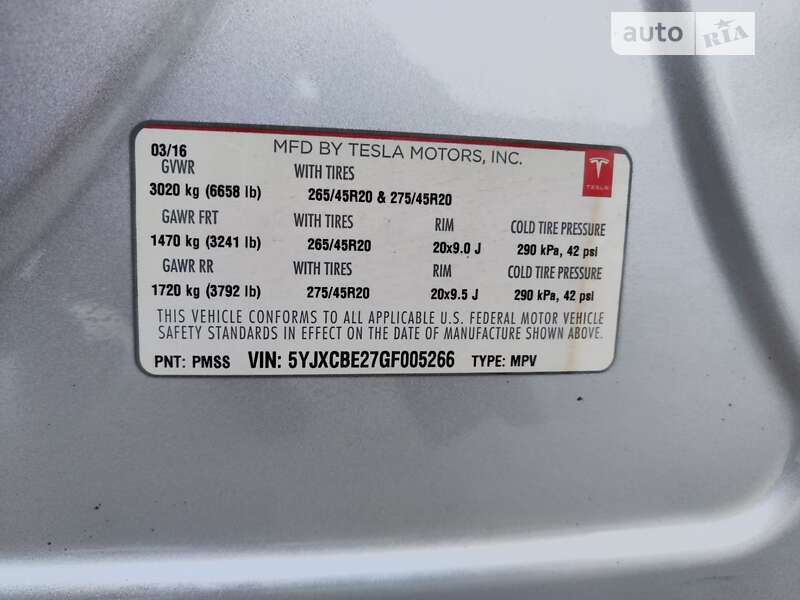 auto RIA
03/16 MFD BY TESLA MOTORS, INC.
GVWR WITH TIRES
TESLA
3020 kg (6658 lb) 265/45R20 & 275/45R20
GAWR FRT WITH TIRES RIM COLD TIRE PRESSURE
1470 kg (3241 lb) 265/45R20 20x9.0 J 290 kPa, 42 psi
GAWR RR WITH TIRES RIM COLD TIRE PRESSURE
1720 kg (3792 lb) 275/45R20 20x9.5 J 290 kPa, 42 psi
THIS VEHICLE CONFORMS TO ALL APPLICABLE U.S. FEDERAL MOTOR VEHICLE
SAFETY STANDARDS IN EFFECT ON THE DATE OF MANUFACTURE SHOWN ABOVE.
PNT: PMSS VIN: 5YJXCBE27GF005266 TYPE: MPV